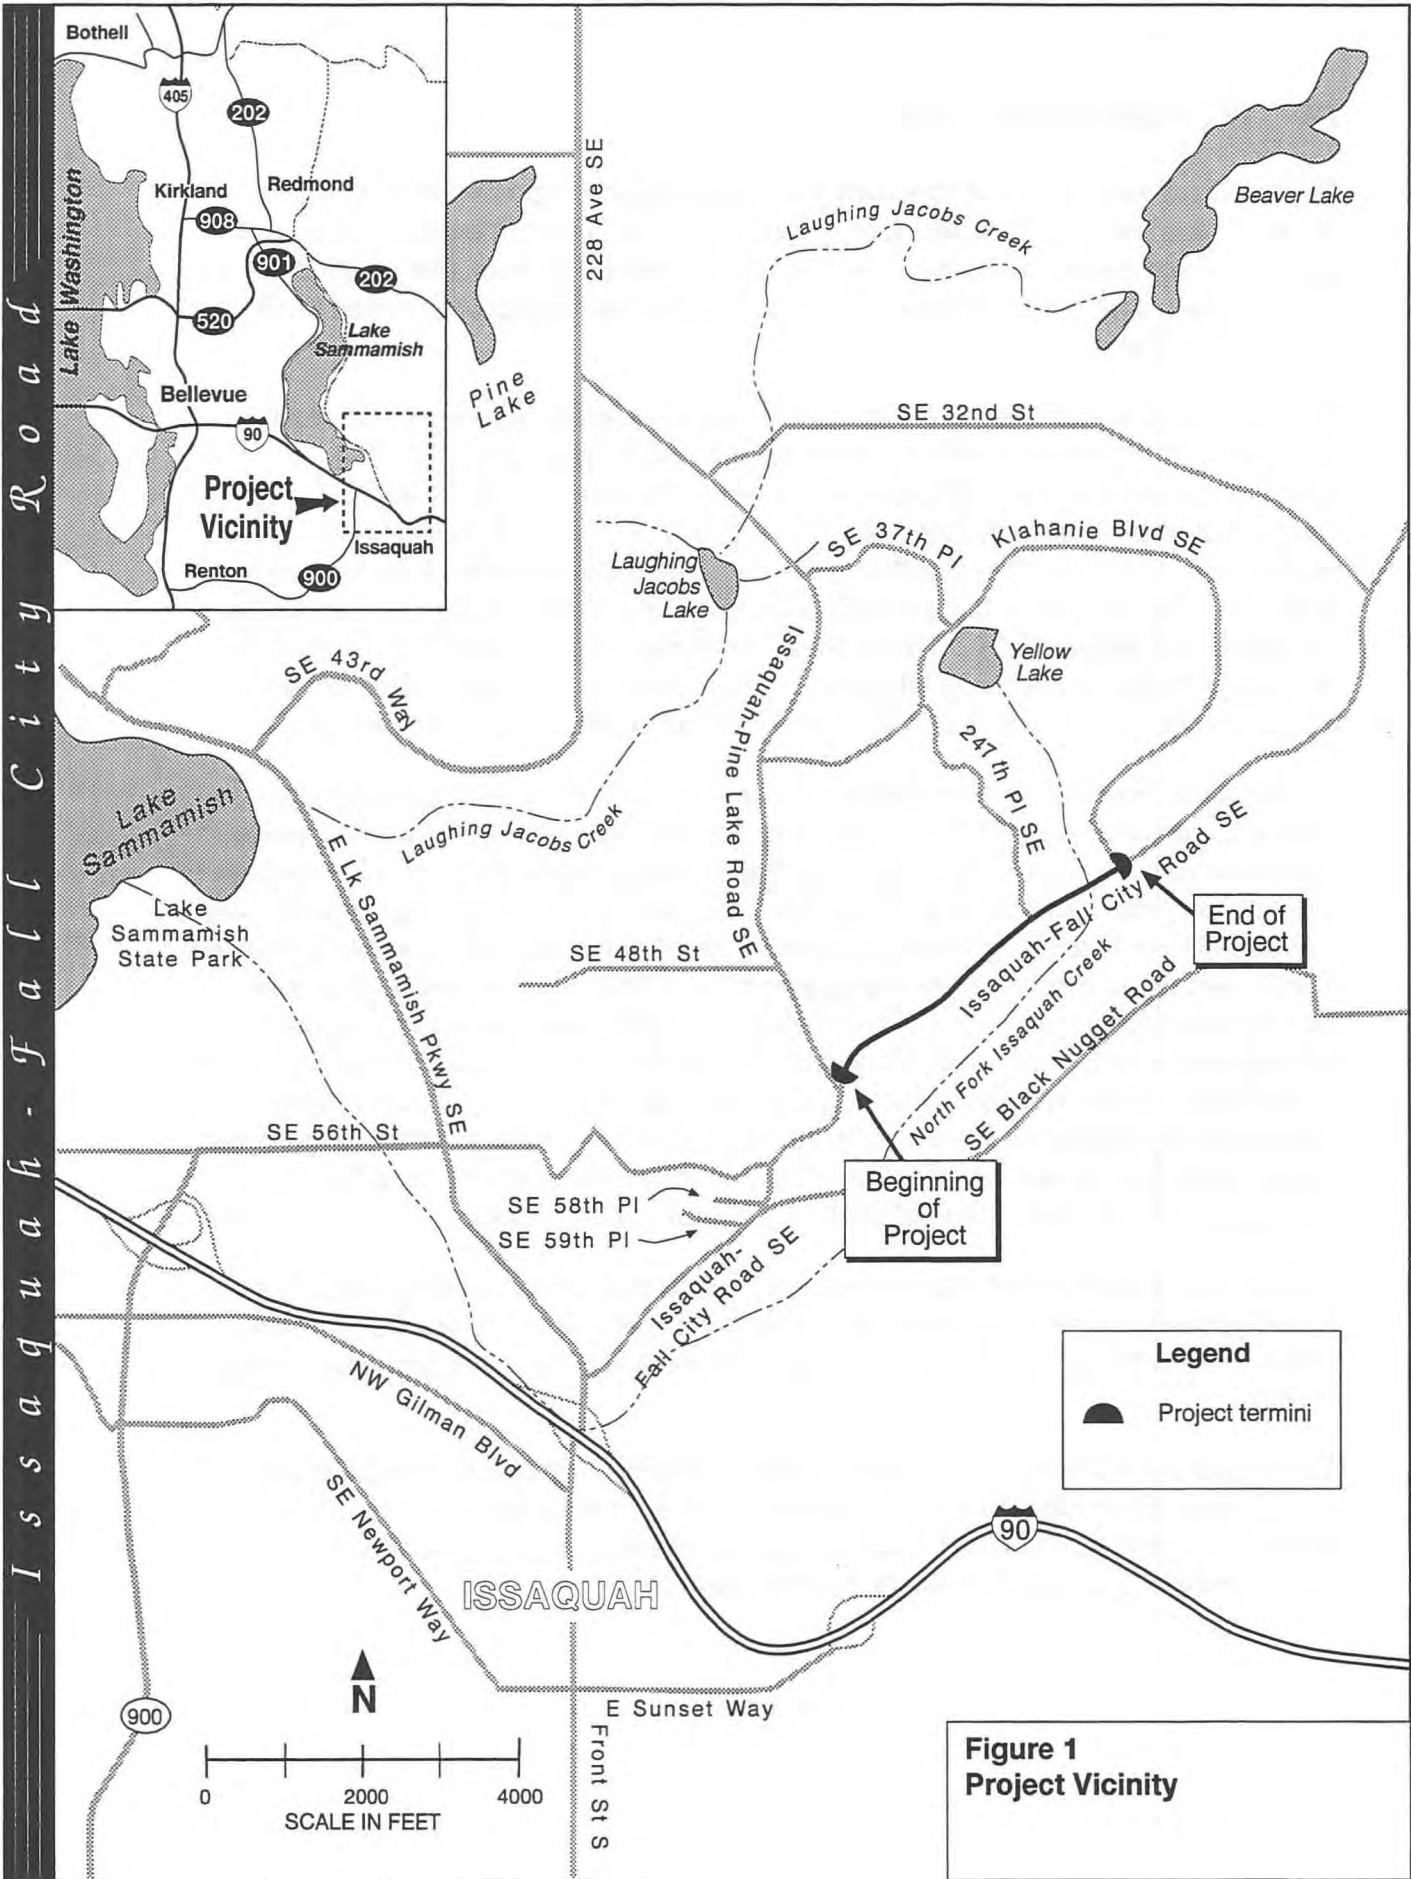 Issaquah-Fall City Road
Bothell
405
202
Kirkland
Redmond
908
901
202
520
Lake Washington
Lake
Sammamish
Bellevue
90
Project
Vicinity
Issaquah
Renton
900
228 Ave SE
Pine
Lake
Laughing Jacobs Creek
Beaver Lake
SE 32nd St
SE 37th Pl
Klahanie Blvd SE
Laughing
Jacobs
Lake
Yellow
Lake
Issaquah-Pine Lake Road SE
SE 43rd Way
247 th Pl SE
Lake
Sammamish
Laughing Jacobs Creek
E Lk Sammamish Pkwy SE
Lake
Sammamish
State Park
SE 48th St
Issaquah-Fall City Road SE
End of
Project
North Fork Issaquah Creek
SE Black Nugget Road
SE 56th St
SE 58th Pl
SE 59th Pl
Beginning
of
Project
Issaquah-
Fall City Road SE
NW Gilman Blvd
SE Newport Way
Legend
Project termini
90
ISSAQUAH
N
E Sunset Way
900
Front St S
0 2000 4000
SCALE IN FEET
Figure 1
Project Vicinity